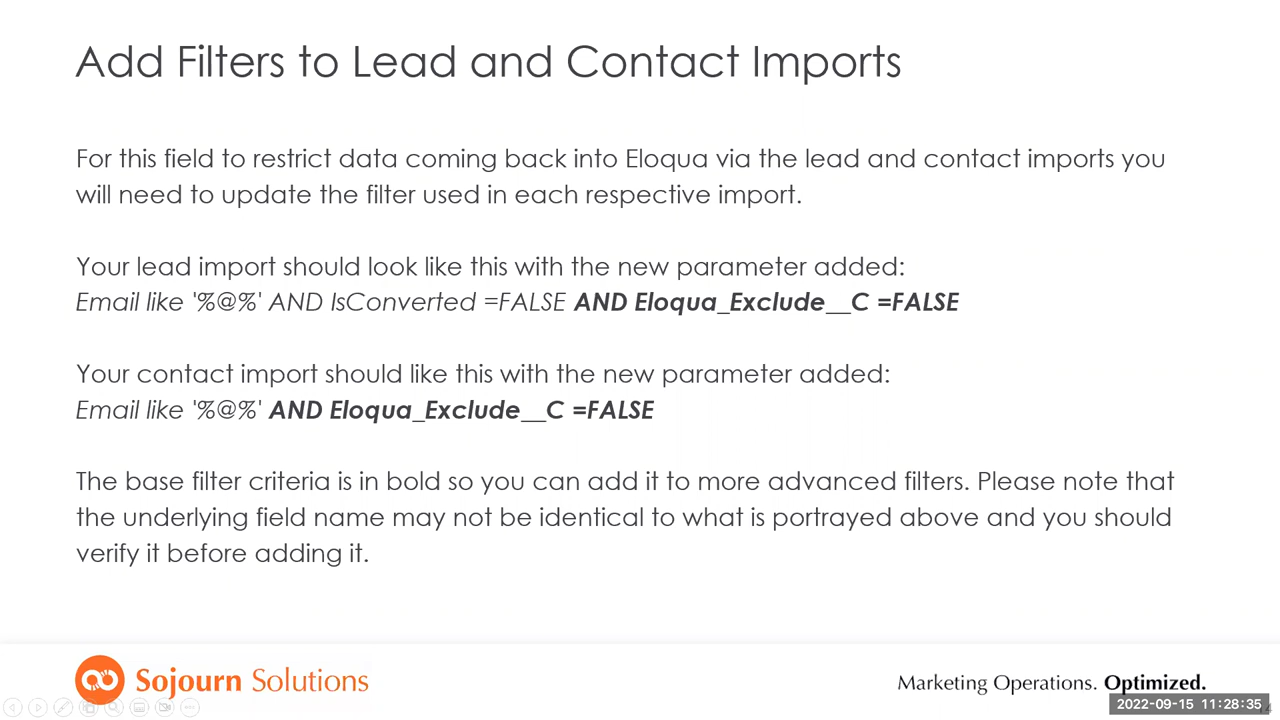 Add Filters to Lead and Contact Imports
For this field to restrict data coming back into Eloqua via the lead and contact imports you
will need to update the filter used in each respective import.
Your lead import should look like this with the new parameter added:
Email like '%@%' AND IsConverted =FALSE AND Eloqua_Exclude__C =FALSE
Your contact import should like this with the new parameter added:
Email like '%@%' AND Eloqua_Exclude__C =FALSE
The base filter criteria is in bold so you can add it to more advanced filters. Please note that
the underlying field name may not be identical to what is portrayed above and you should
verify it before adding it.
Sojourn Solutions
Marketing Operations. Optimized.
2022-09-15 11:28:35